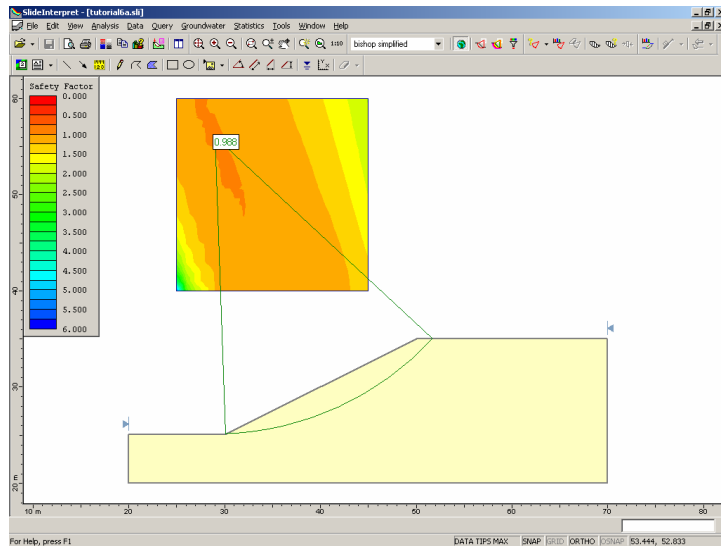 SlideInterpret - [tutorial6a.sli]
File Edit View Analysis Data Query Groundwater Statistics Tools Window Help
1:10 bishop simplified
Safety Factor
0.000
0.500
1.000
1.500
2.000
2.500
3.000
3.500
4.000
4.500
5.000
5.500
6.000
0.988
60
50
40
30
20
10 m 20 30 40 50 60 70 80
For Help, press F1
DATA TIPS MAX SNAP GRID ORTHO OSNAP 53.444, 52.833